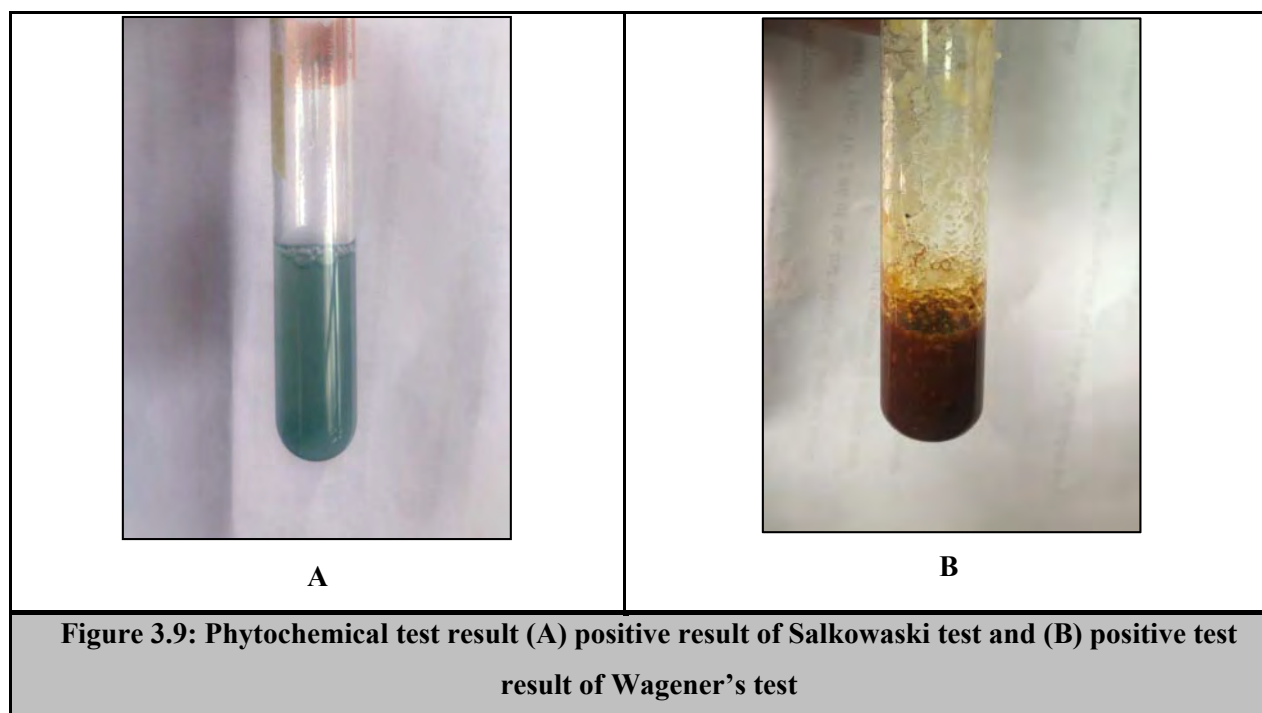 A
B
Figure 3.9: Phytochemical test result (A) positive result of Salkowaski test and (B) positive test
result of Wagener’s test